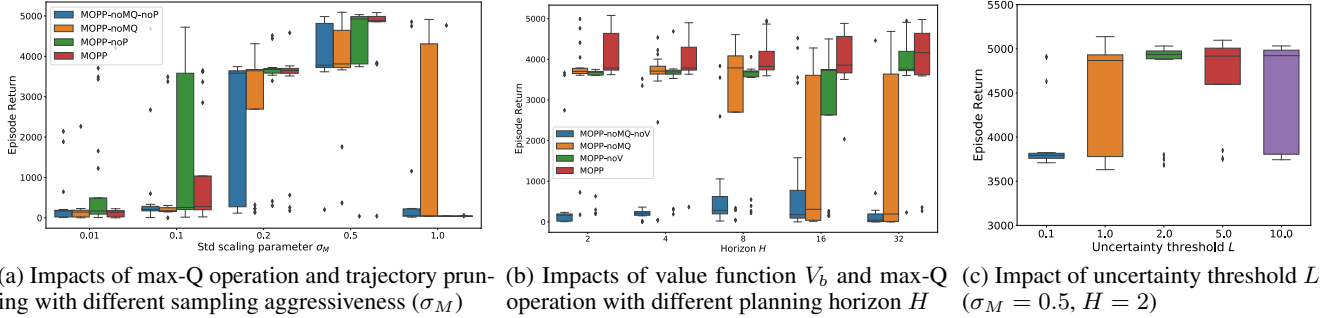 5000
4000
3000
2000
1000
0
Episode Return
MOPP-noMQ-noP
MOPP-noMQ
MOPP-noP
MOPP
0.01
0.1
0.2
0.5
1.0
Std scaling parameter σM
(a) Impacts of max-Q operation and trajectory prun-
ing with different sampling aggressiveness (σM)
5000
4000
3000
2000
1000
0
Episode Return
MOPP-noMQ-noV
MOPP-noMQ
MOPP-noV
MOPP
2
4
8
16
32
Horizon H
(b) Impacts of value function Vb and max-Q
operation with different planning horizon H
5500
5000
4500
4000
3500
3000
Episode Return
0.1
1.0
2.0
5.0
10.0
Uncertainty threshold L
(c) Impact of uncertainty threshold L
(σM = 0.5, H = 2)